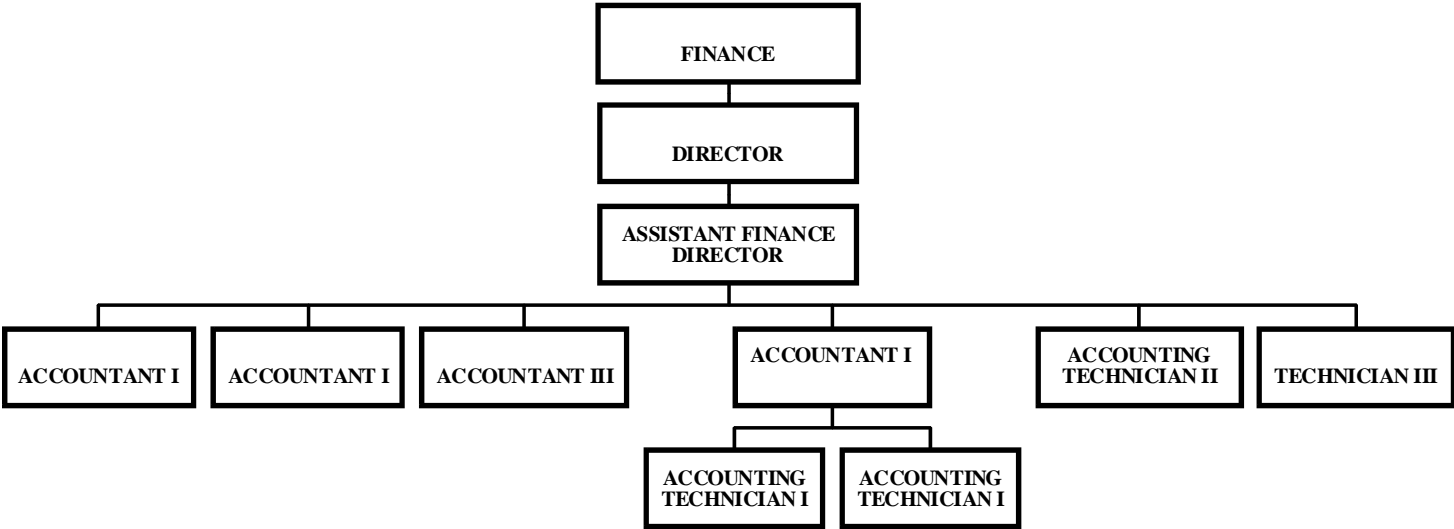 FINANCE
DIRECTOR
ASSISTANT FINANCE
DIRECTOR
ACCOUNTANT I
ACCOUNTANT I
ACCOUNTANT III
ACCOUNTANT I
ACCOUNTING
TECHNICIAN II
TECHNICIAN III
ACCOUNTING
TECHNICIAN I
ACCOUNTING
TECHNICIAN I